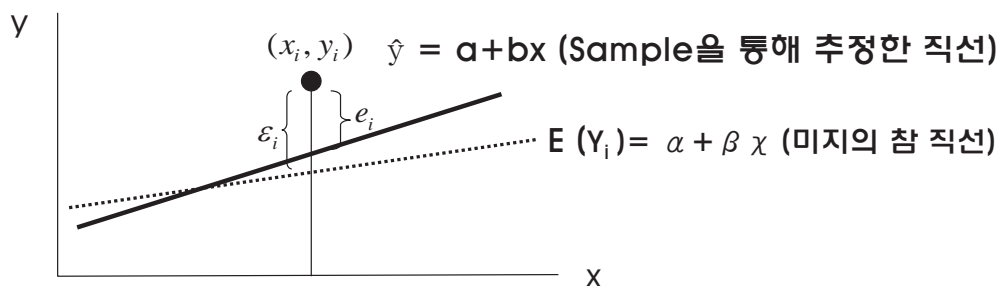 y
(xᵢ, yᵢ) ŷ = a+bx (Sample을 통해 추정한 직선)
εᵢ eᵢ
E (Yᵢ)= α + β χ (미지의 참 직선)
x